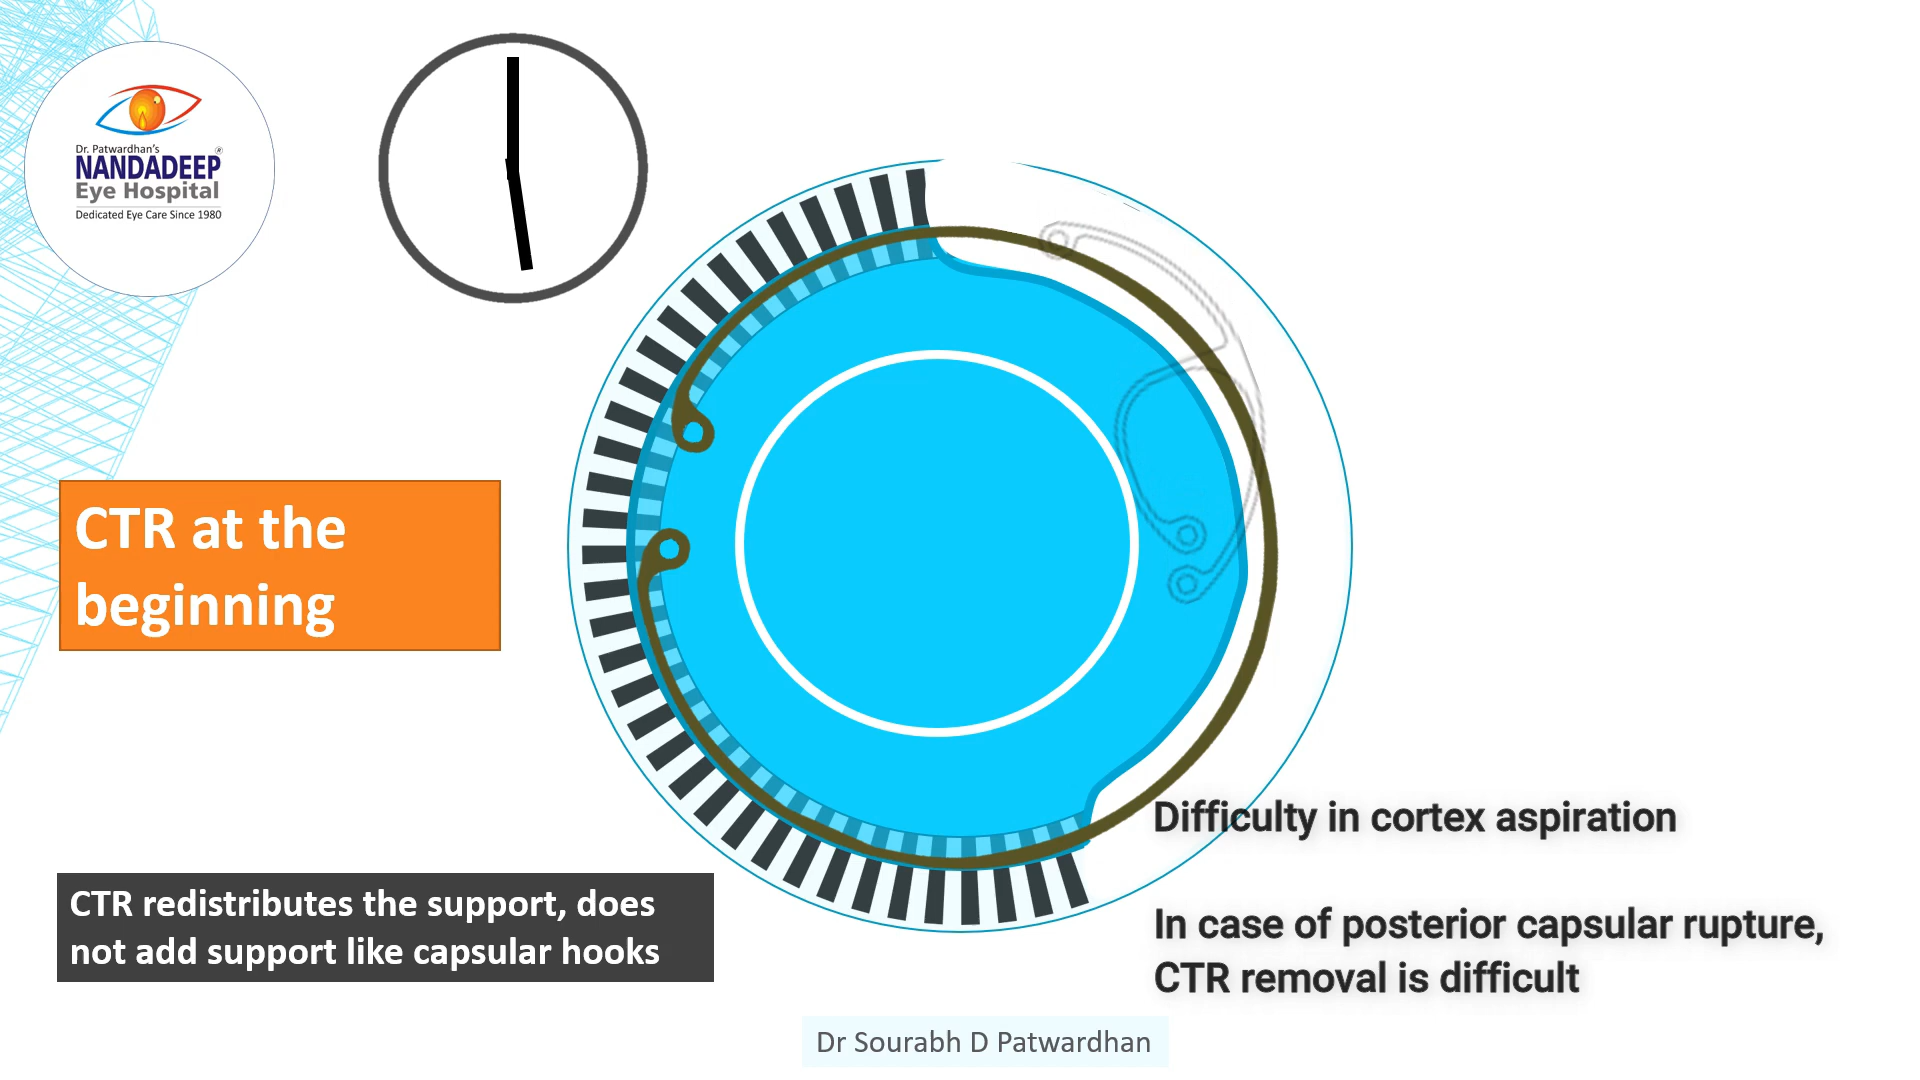 Dr. Patwardhan's
NANDADEEP®
Eye Hospital
Dedicated Eye Care Since 1980
CTR at the
beginning
CTR redistributes the support, does
not add support like capsular hooks
Difficulty in cortex aspiration
In case of posterior capsular rupture,
CTR removal is difficult
Dr Sourabh D Patwardhan